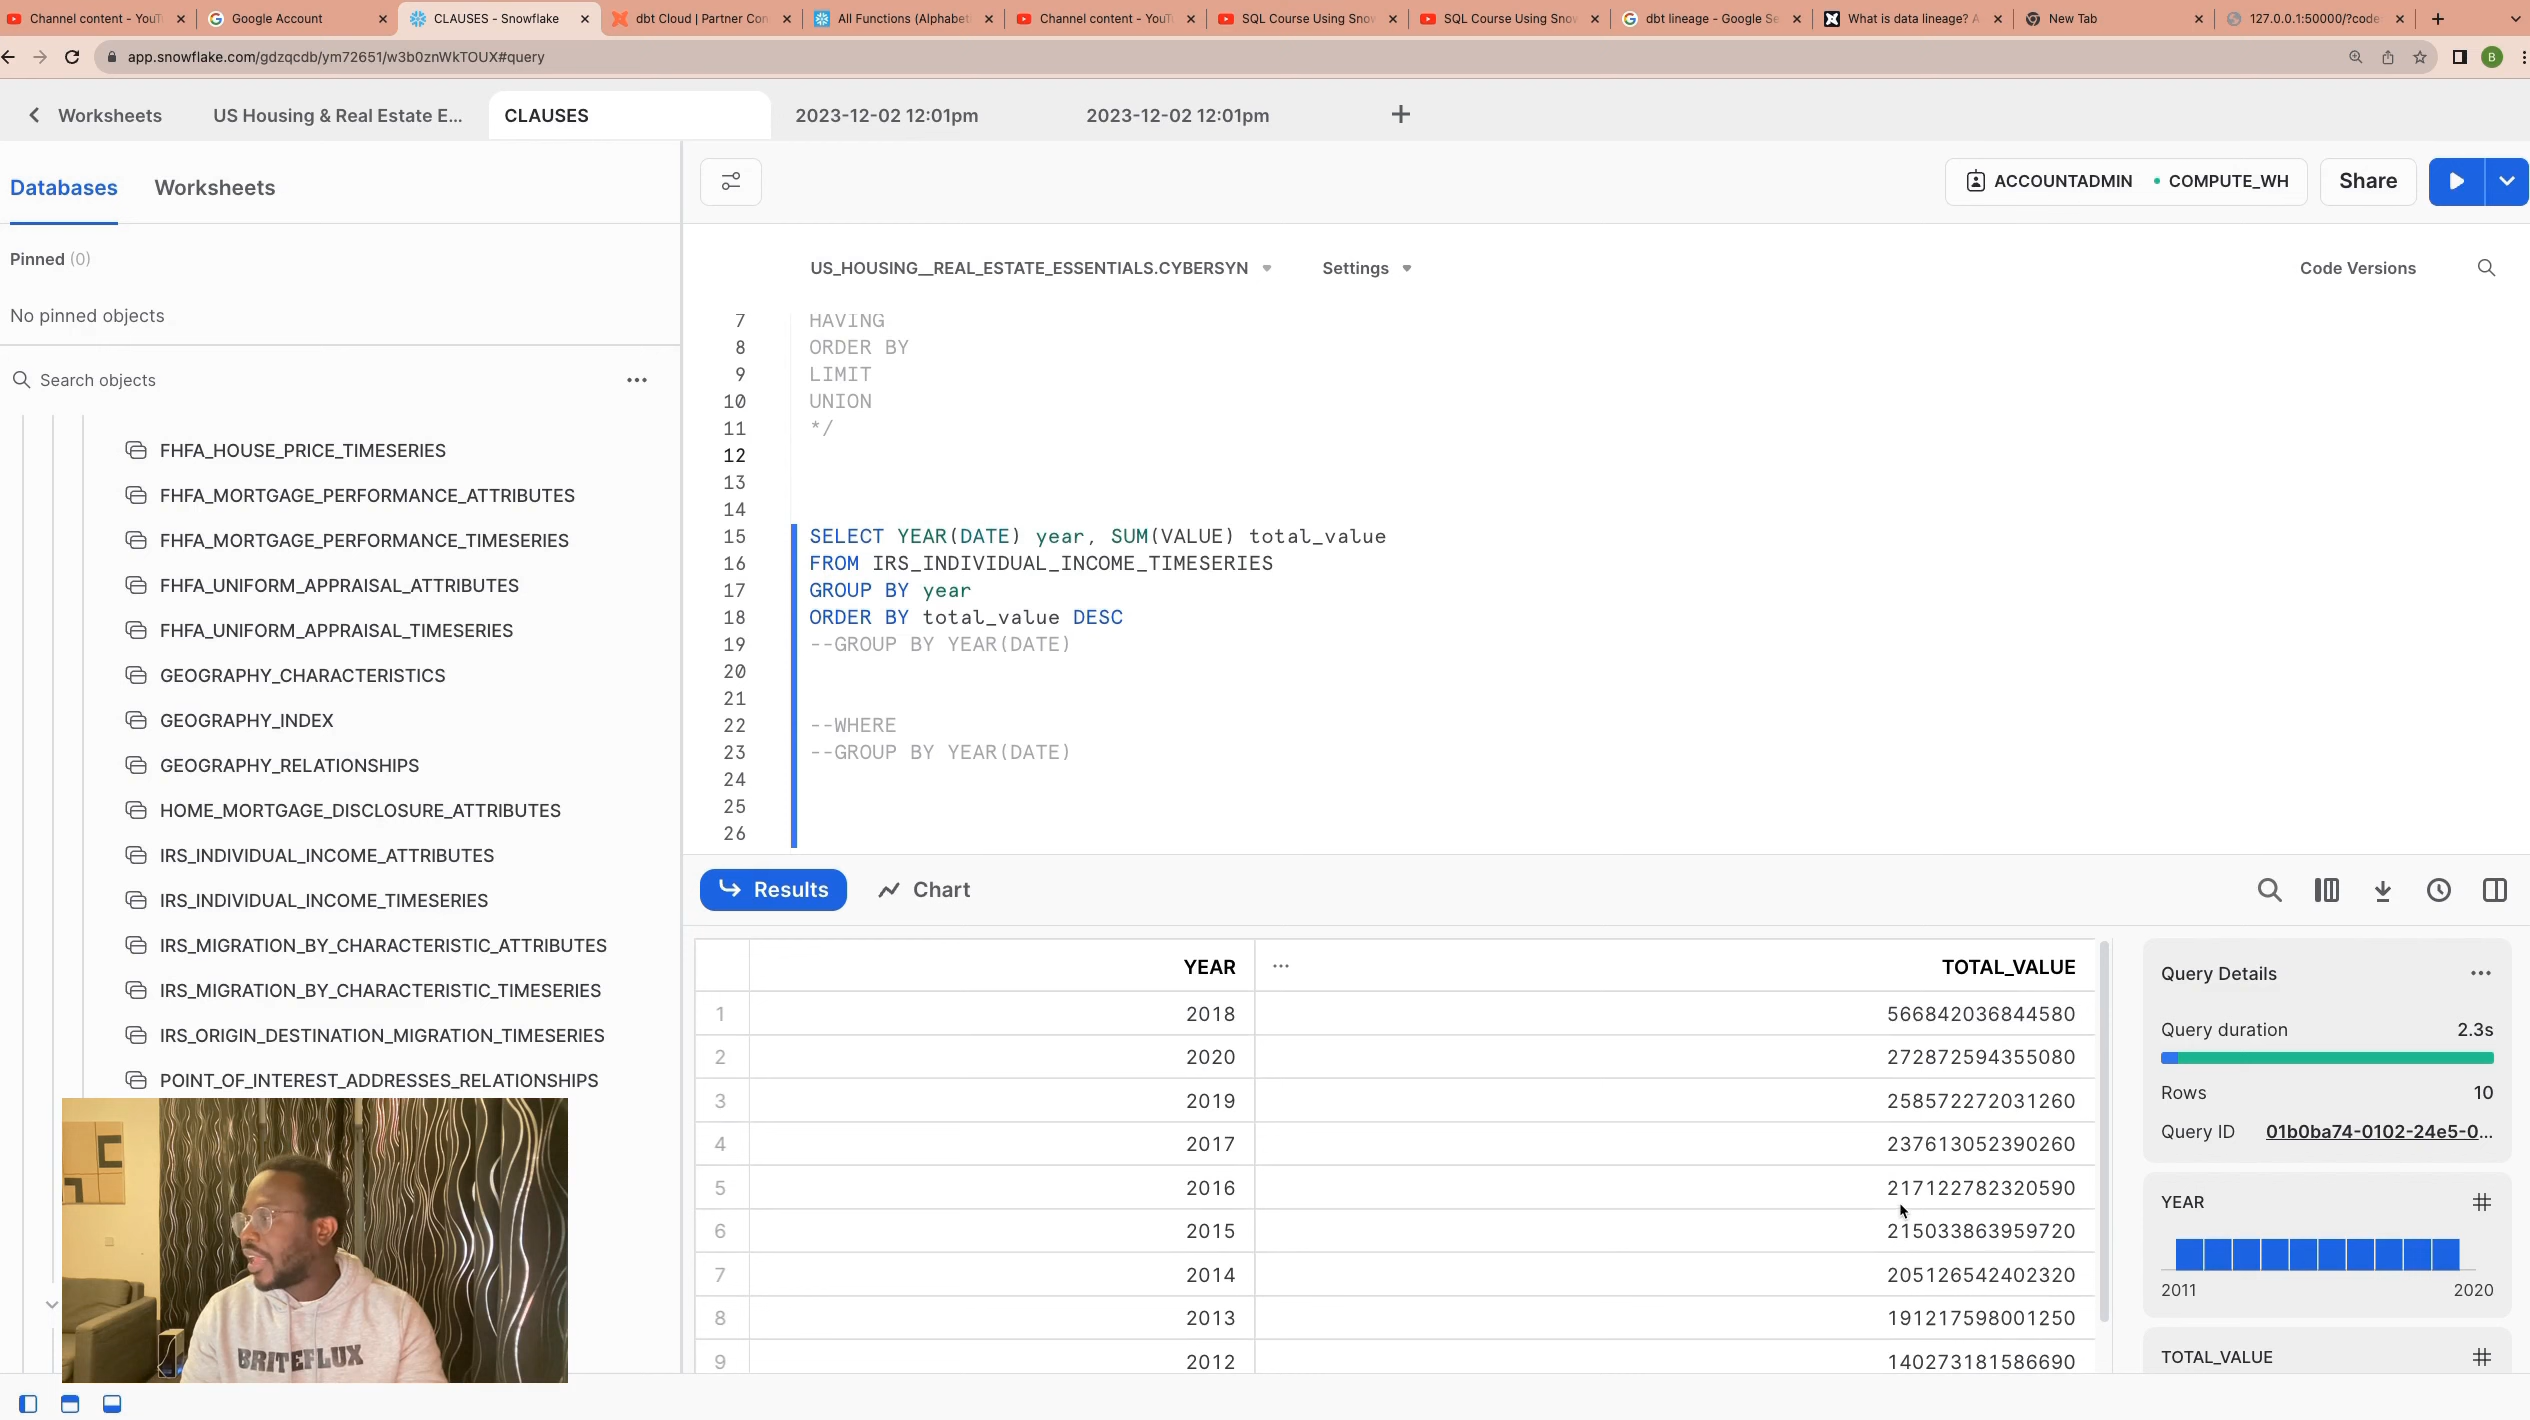 Channel content - YouT
Google Account
CLAUSES - Snowflake
dbt Cloud | Partner Con
All Functions (Alphabet
Channel content - YouTu
SQL Course Using Snow
SQL Course Using Snow
dbt lineage - Google Se
What is data lineage? A
New Tab
127.0.0.1:50000/?code
app.snowflake.com/gdzqcdb/ym72651/w3b0znWkTOUX#query
B
Worksheets
US Housing & Real Estate E...
CLAUSES
2023-12-02 12:01pm
2023-12-02 12:01pm
Databases
Worksheets
ACCOUNTADMIN
COMPUTE_WH
Share
Pinned (0)
No pinned objects
Search objects
FHFA_HOUSE_PRICE_TIMESERIES
FHFA_MORTGAGE_PERFORMANCE_ATTRIBUTES
FHFA_MORTGAGE_PERFORMANCE_TIMESERIES
FHFA_UNIFORM_APPRAISAL_ATTRIBUTES
FHFA_UNIFORM_APPRAISAL_TIMESERIES
GEOGRAPHY_CHARACTERISTICS
GEOGRAPHY_INDEX
GEOGRAPHY_RELATIONSHIPS
HOME_MORTGAGE_DISCLOSURE_ATTRIBUTES
IRS_INDIVIDUAL_INCOME_ATTRIBUTES
IRS_INDIVIDUAL_INCOME_TIMESERIES
IRS_MIGRATION_BY_CHARACTERISTIC_ATTRIBUTES
IRS_MIGRATION_BY_CHARACTERISTIC_TIMESERIES
IRS_ORIGIN_DESTINATION_MIGRATION_TIMESERIES
POINT_OF_INTEREST_ADDRESSES_RELATIONSHIPS
BRITEFLUX
US_HOUSING__REAL_ESTATE_ESSENTIALS.CYBERSYN
Settings
Code Versions
7 HAVING
8 ORDER BY
9 LIMIT
10 UNION
11 */
12
13
14
15 SELECT YEAR(DATE) year, SUM(VALUE) total_value
16 FROM IRS_INDIVIDUAL_INCOME_TIMESERIES
17 GROUP BY year
18 ORDER BY total_value DESC
19 --GROUP BY YEAR(DATE)
20
21
22 --WHERE
23 --GROUP BY YEAR(DATE)
24
25
26
Results
Chart
YEAR ... TOTAL_VALUE
1 2018 566842036844580
2 2020 272872594355080
3 2019 258572272031260
4 2017 237613052390260
5 2016 217122782320590
6 2015 215033863959720
7 2014 205126542402320
8 2013 191217598001250
9 2012 140273181586690
Query Details
Query duration 2.3s
Rows 10
Query ID 01b0ba74-0102-24e5-0...
YEAR
2011 2020
TOTAL_VALUE